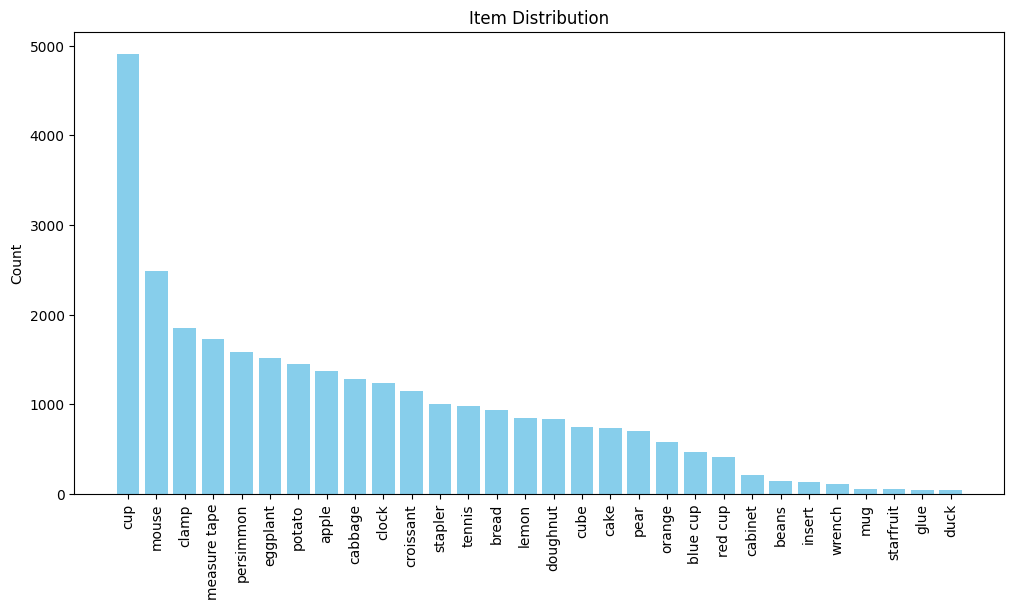 Item Distribution
Count
5000
4000
3000
2000
1000
0
cup
mouse
clamp
measure tape
persimmon
eggplant
potato
apple
cabbage
clock
croissant
stapler
tennis
bread
lemon
doughnut
cube
cake
pear
orange
blue cup
red cup
cabinet
beans
insert
wrench
mug
starfruit
glue
duck